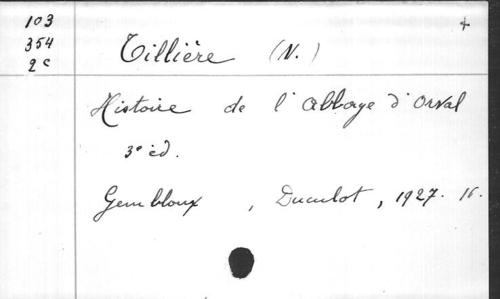 103
354
2c
+
Tillière (N.)
Histoire de l'abbaye d'Orval
3e éd.
Gembloux, Duculot, 1927. 16.